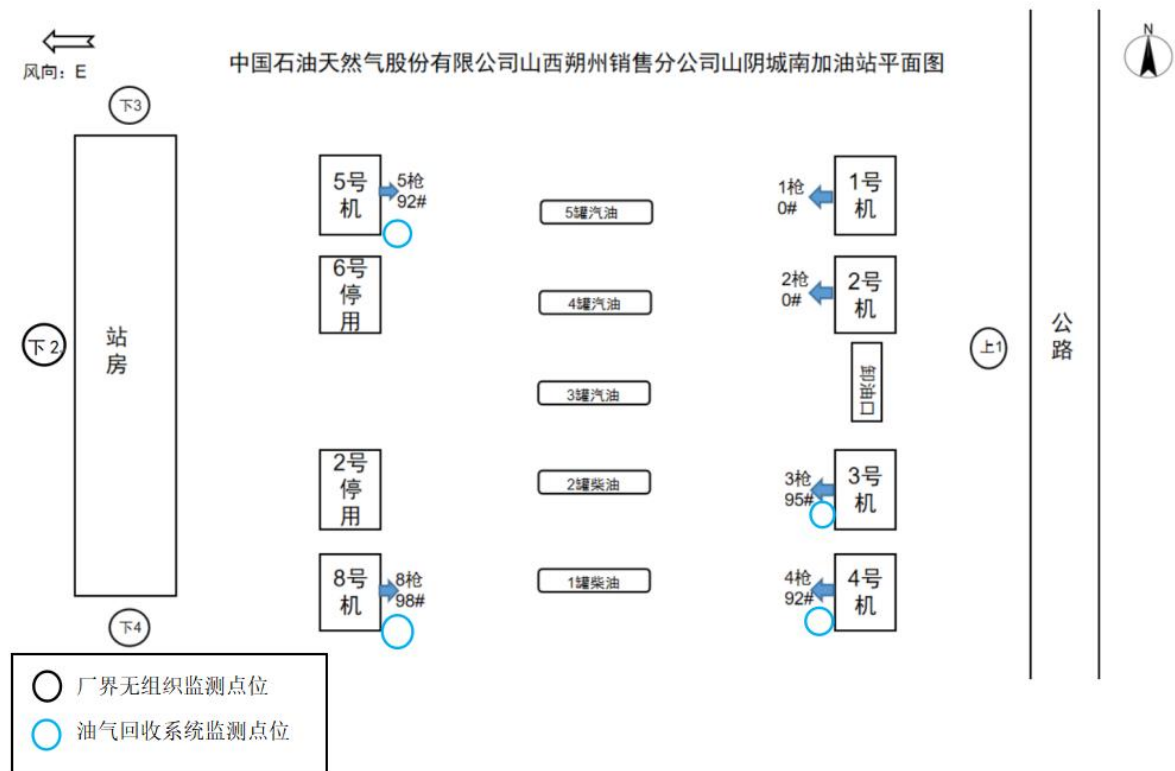 中国石油天然气股份有限公司山西朔州销售分公司山阴城南加油站平面图
风向：E
N
下3
5号
机
5枪
92#
5罐汽油
1枪
0#
1号
机
6号
停
用
4罐汽油
2枪
0#
2号
机
下2
站
房
上1
公
路
3罐汽油
卸油口
2号
停
用
2罐柴油
3枪
95#
3号
机
8号
机
8枪
98#
1罐柴油
4枪
92#
4号
机
下4
厂界无组织监测点位
油气回收系统监测点位